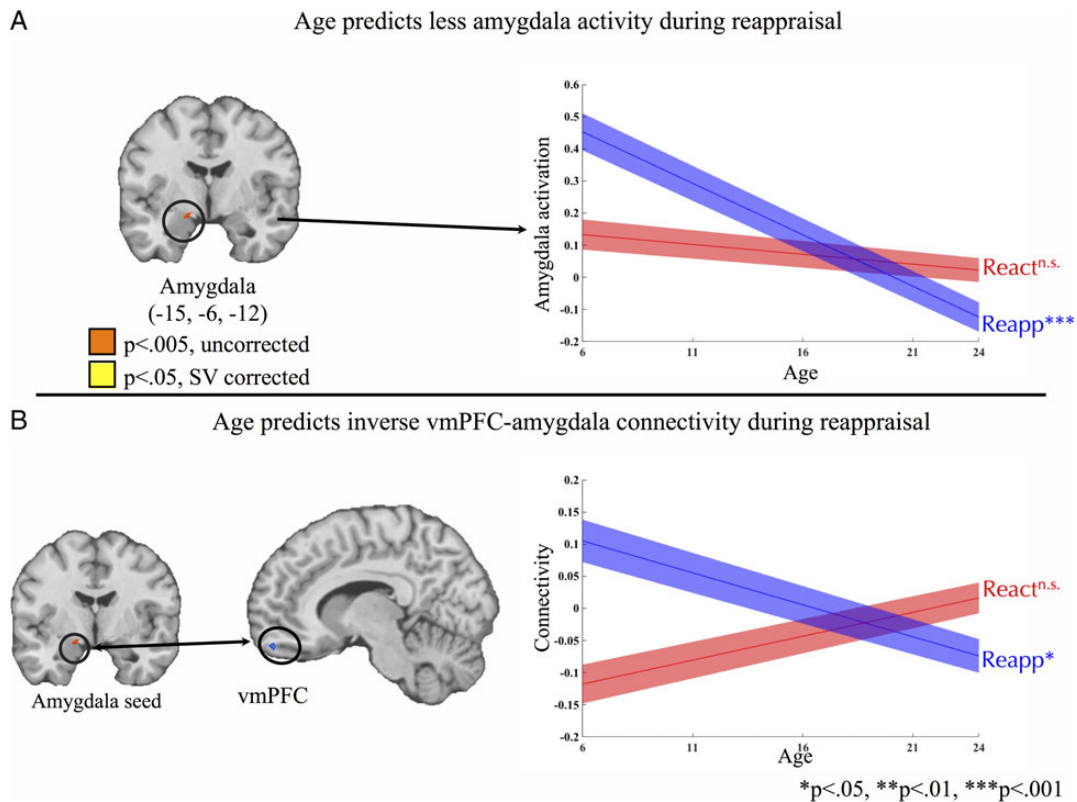 A
Age predicts less amygdala activity during reappraisal
Amygdala
(-15, -6, -12)
p<.005, uncorrected
p<.05, SV corrected
Amygdala activation
0.6
0.5
0.4
0.3
0.2
0.1
0
-0.1
-0.2
6 11 16 21 24
Age
React n.s.
Reapp***
B
Age predicts inverse vmPFC-amygdala connectivity during reappraisal
Amygdala seed
vmPFC
Connectivity
0.2
0.15
0.1
0.05
0
-0.05
-0.1
-0.15
-0.2
6 11 16 21 24
Age
React n.s.
Reapp*
*p<.05, **p<.01, ***p<.001